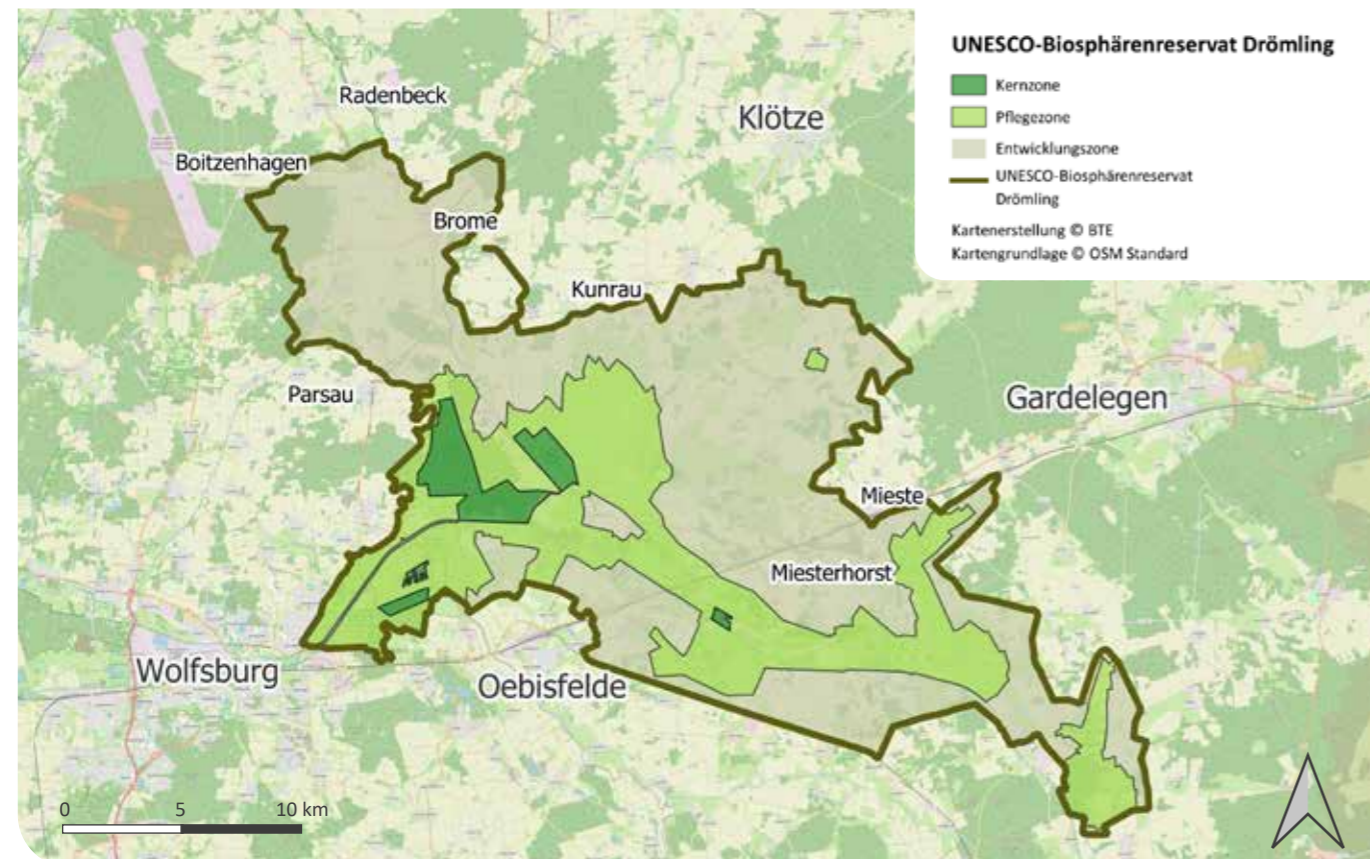 UNESCO-Biosphärenreservat Drömling
Kernzone
Pflegezone
Entwicklungszone
UNESCO-Biosphärenreservat
Drömling
Kartenerstellung © BTE
Kartengrundlage © OSM Standard
Radenbeck
Klötze
Boitzenhagen
Brome
Kunrau
Parsau
Gardelegen
Mieste
Miesterhorst
Wolfsburg
Oebisfelde
0 5 10 km